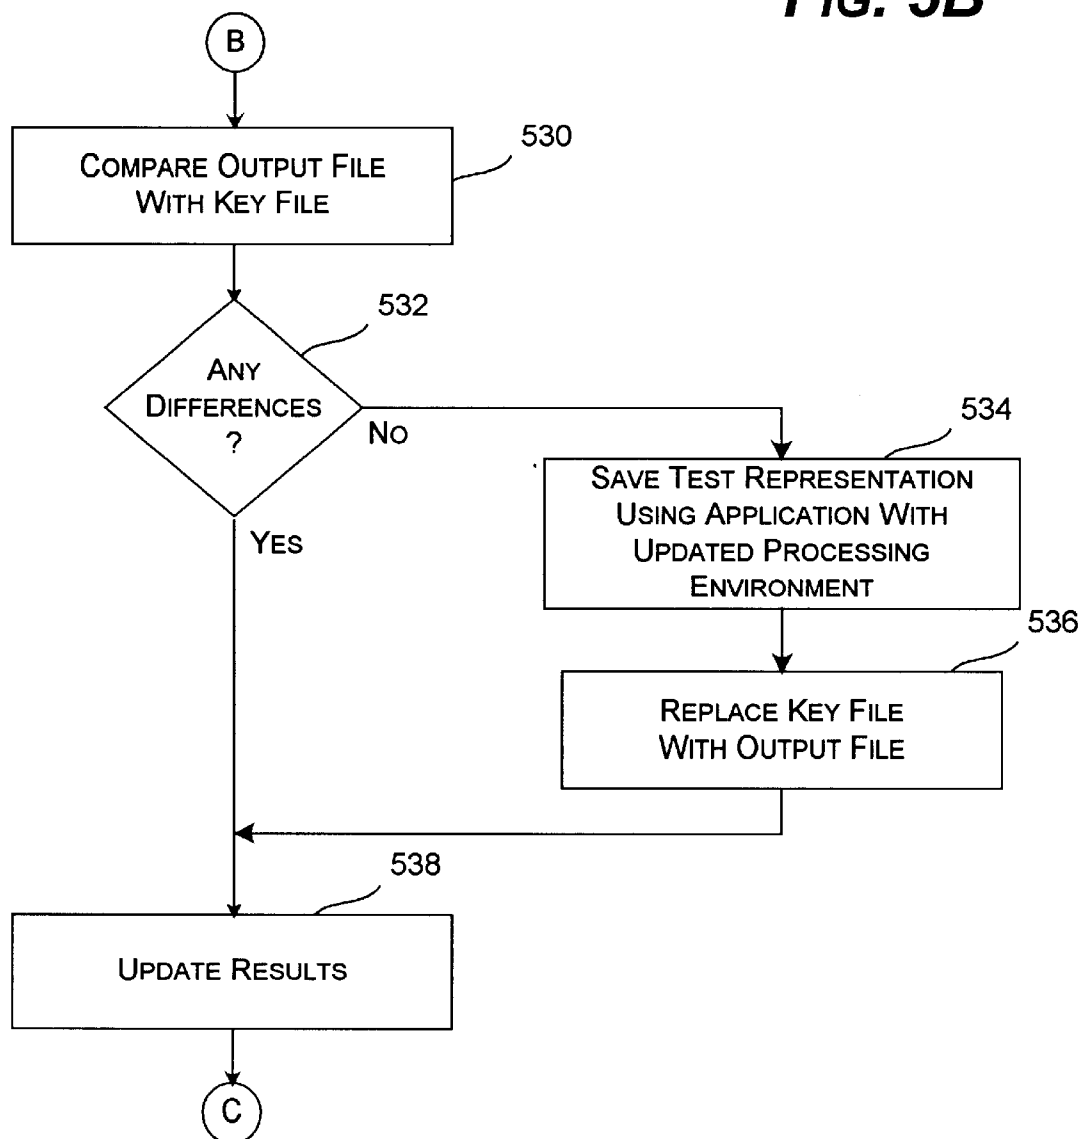 FIG. 5B
B
530
COMPARE OUTPUT FILE
WITH KEY FILE
532
ANY
DIFFERENCES
?
NO
YES
534
SAVE TEST REPRESENTATION
USING APPLICATION WITH
UPDATED PROCESSING
ENVIRONMENT
536
REPLACE KEY FILE
WITH OUTPUT FILE
538
UPDATE RESULTS
C